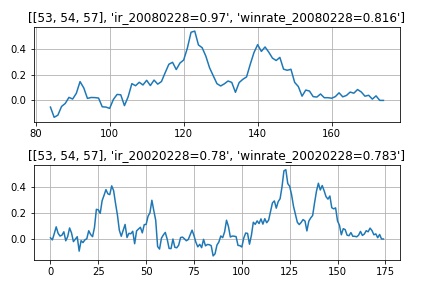 [[53, 54, 57], 'ir_20080228=0.97', 'winrate_20080228=0.816']
0.4
0.2
0.0
80 100 120 140 160
[[53, 54, 57], 'ir_20020228=0.78', 'winrate_20020228=0.783']
0.4
0.2
0.0
0 25 50 75 100 125 150 175